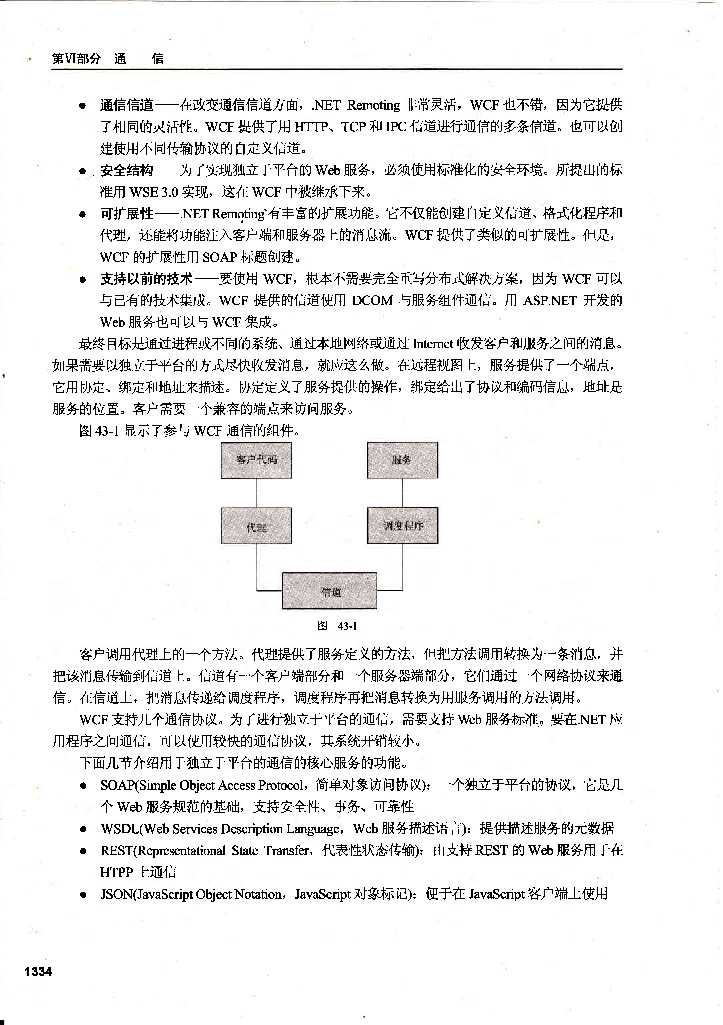 第Ⅵ部分 通 信
● 通信信道——在改变通信信道方面，.NET Remoting 非常灵活，WCF 也不错，因为它提供
了相同的灵活性。WCF 提供了用 HTTP、TCP 和 IPC 信道进行通信的多条信道。也可以创
建使用不同传输协议的自定义信道。
● 安全结构——为了实现独立于平台的 Web 服务，必须使用标准化的安全环境。所提出的标
准用 WSE 3.0 实现，这在 WCF 中被继承下来。
● 可扩展性——.NET Remoting 有丰富的扩展功能。它不仅能创建自定义信道、格式化程序和
代理，还能将功能注入客户端和服务器上的消息流。WCF 提供了类似的可扩展性。但是，
WCF 的扩展性用 SOAP 标题创建。
● 支持以前的技术——要使用 WCF，根本不需要完全重写分布式解决方案，因为 WCF 可以
与已有的技术集成。WCF 提供的信道使用 DCOM 与服务组件通信。用 ASP.NET 开发的
Web 服务也可以与 WCF 集成。
最终目标是通过进程或不同的系统、通过本地网络或通过 Internet 收发客户和服务之间的消息。
如果需要以独立于平台的方式尽快收发消息，就应这么做。在远程视图上，服务提供了一个端点，
它用协定、绑定和地址来描述。协定定义了服务提供的操作，绑定给出了协议和编码信息，地址是
服务的位置。客户需要一个兼容的端点来访问服务。
图 43-1 显示了参与 WCF 通信的组件。
客户代码 服务
代理 调度程序
信道
图 43-1
客户调用代理上的一个方法。代理提供了服务定义的方法，但把方法调用转换为一条消息，并
把该消息传输到信道上。信道有一个客户端部分和一个服务器端部分，它们通过一个网络协议来通
信。在信道上，把消息传递给调度程序，调度程序再把消息转换为用服务调用的方法调用。
WCF 支持几个通信协议。为了进行独立于平台的通信，需要支持 Web 服务标准。要在.NET 应
用程序之间通信，可以使用较快的通信协议，其系统开销较小。
下面几节介绍用于独立于平台的通信的核心服务的功能。
● SOAP(Simple Object Access Protocol，简单对象访问协议)：一个独立于平台的协议，它是几
个 Web 服务规范的基础，支持安全性、事务、可靠性
● WSDL(Web Services Description Language，Web 服务描述语言)：提供描述服务的元数据
● REST(Representational State Transfer，代表性状态传输)：由支持 REST 的 Web 服务用于在
HTPP 上通信
● JSON(JavaScript Object Notation，JavaScript 对象标记)：便于在 JavaScript 客户端上使用
1334